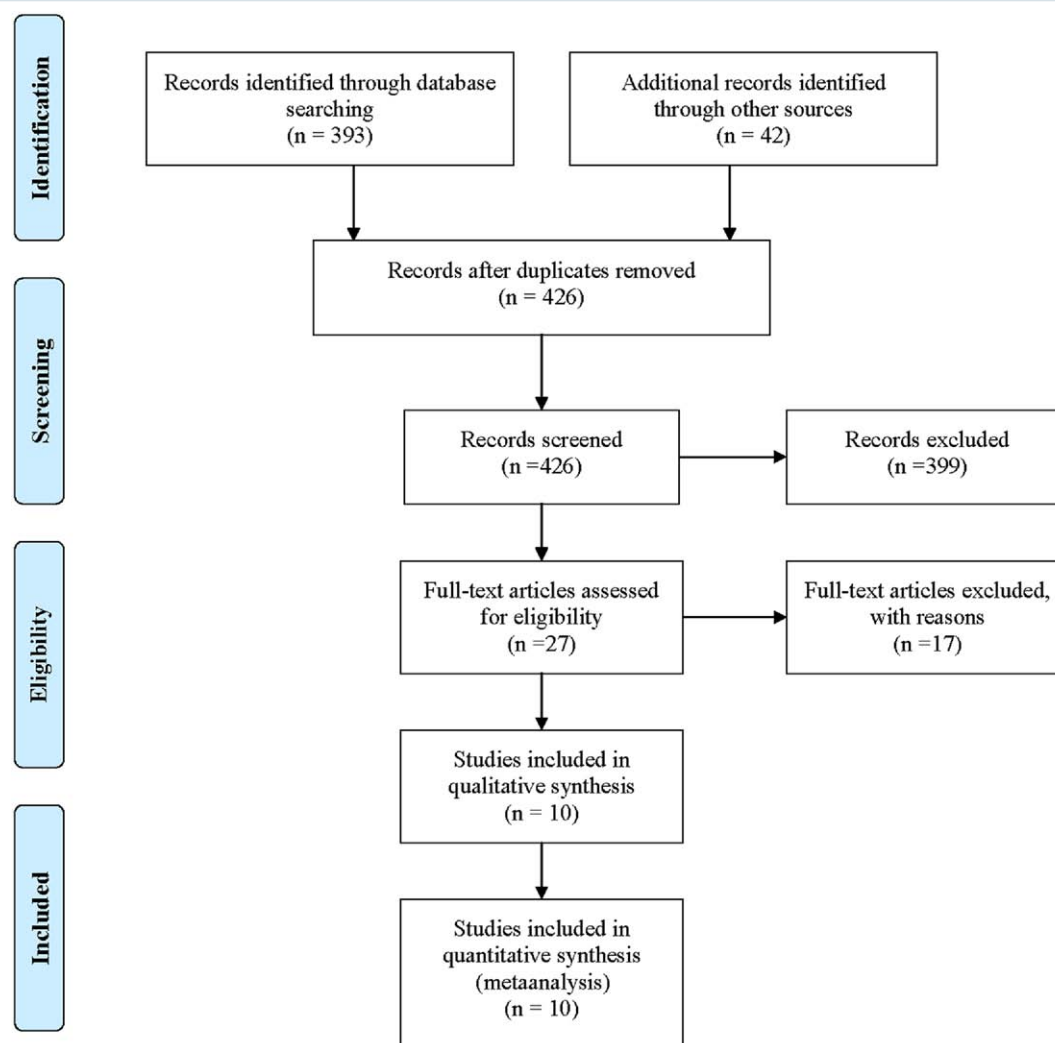 Identification
Records identified through database
searching
(n = 393)
Additional records identified
through other sources
(n = 42)
Records after duplicates removed
(n = 426)
Screening
Records screened
(n =426)
Records excluded
(n =399)
Eligibility
Full-text articles assessed
for eligibility
(n =27)
Full-text articles excluded,
with reasons
(n =17)
Studies included in
qualitative synthesis
(n = 10)
Included
Studies included in
quantitative synthesis
(metaanalysis)
(n = 10)